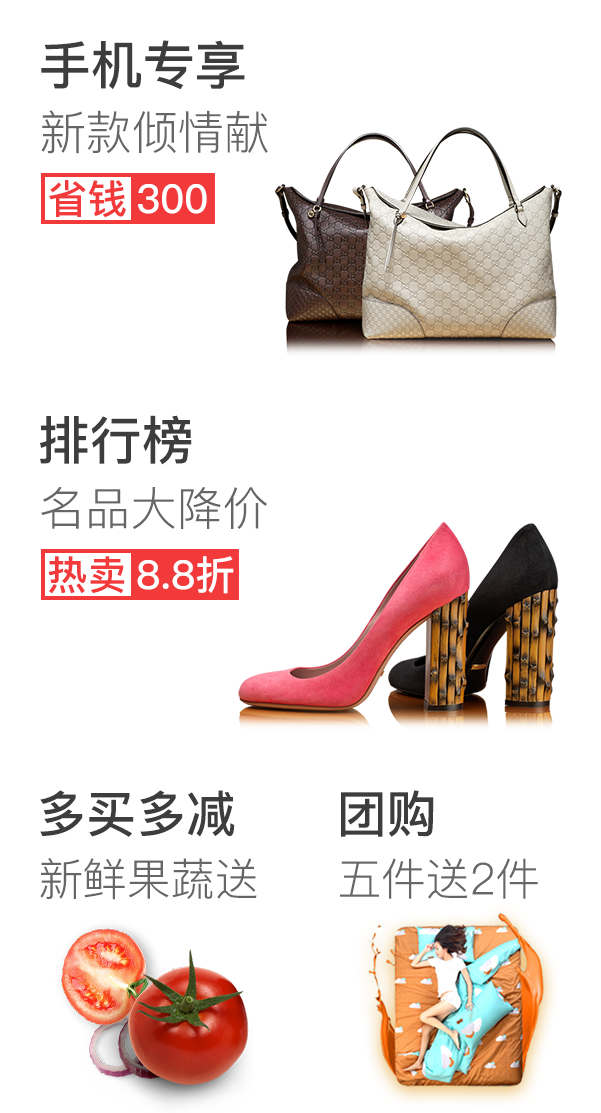 手机专享
新款倾情献
省钱 300
排行榜
名品大降价
热卖 8.8折
多买多减
新鲜果蔬送
团购
五件送2件